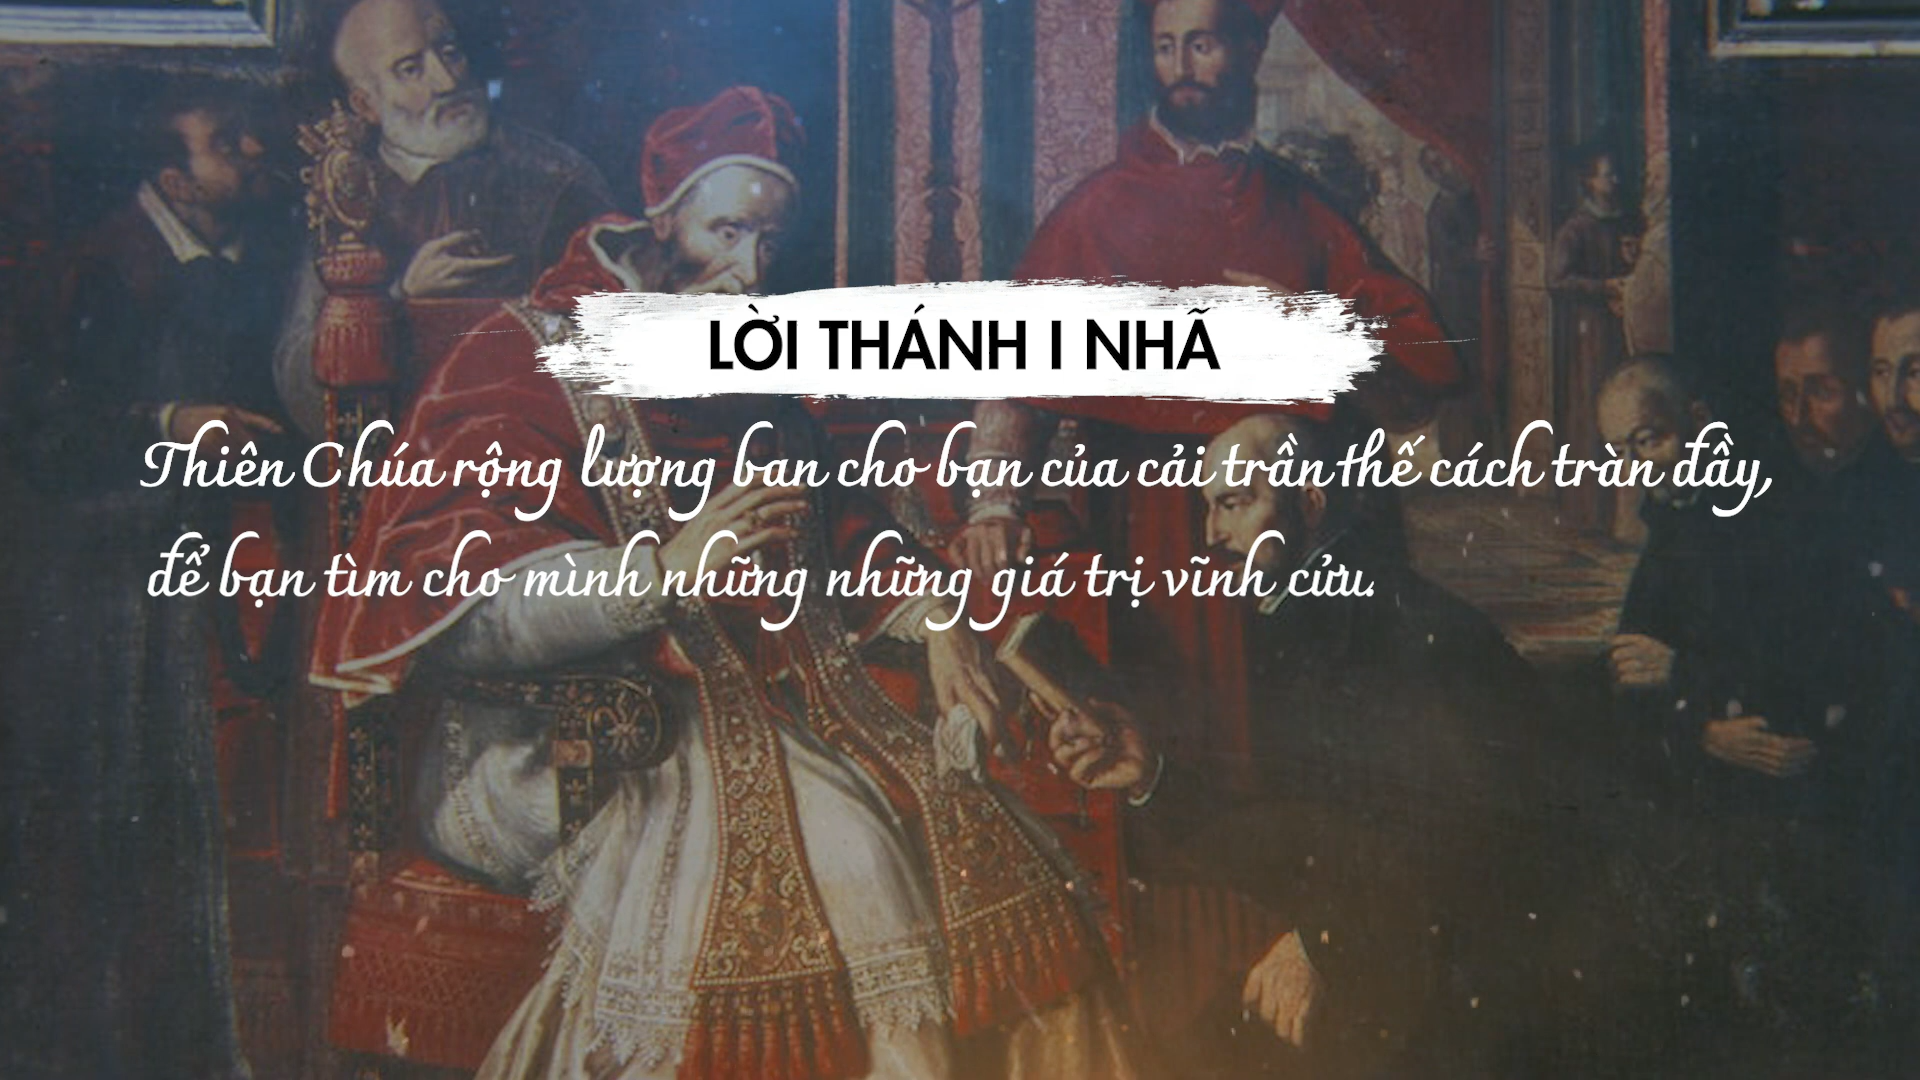 LỜI THÁNH I NHÃ
Thiên Chúa rộng lượng ban cho bạn của cải trần thế cách tràn đầy,
để bạn tìm cho mình những những giá trị vĩnh cửu.